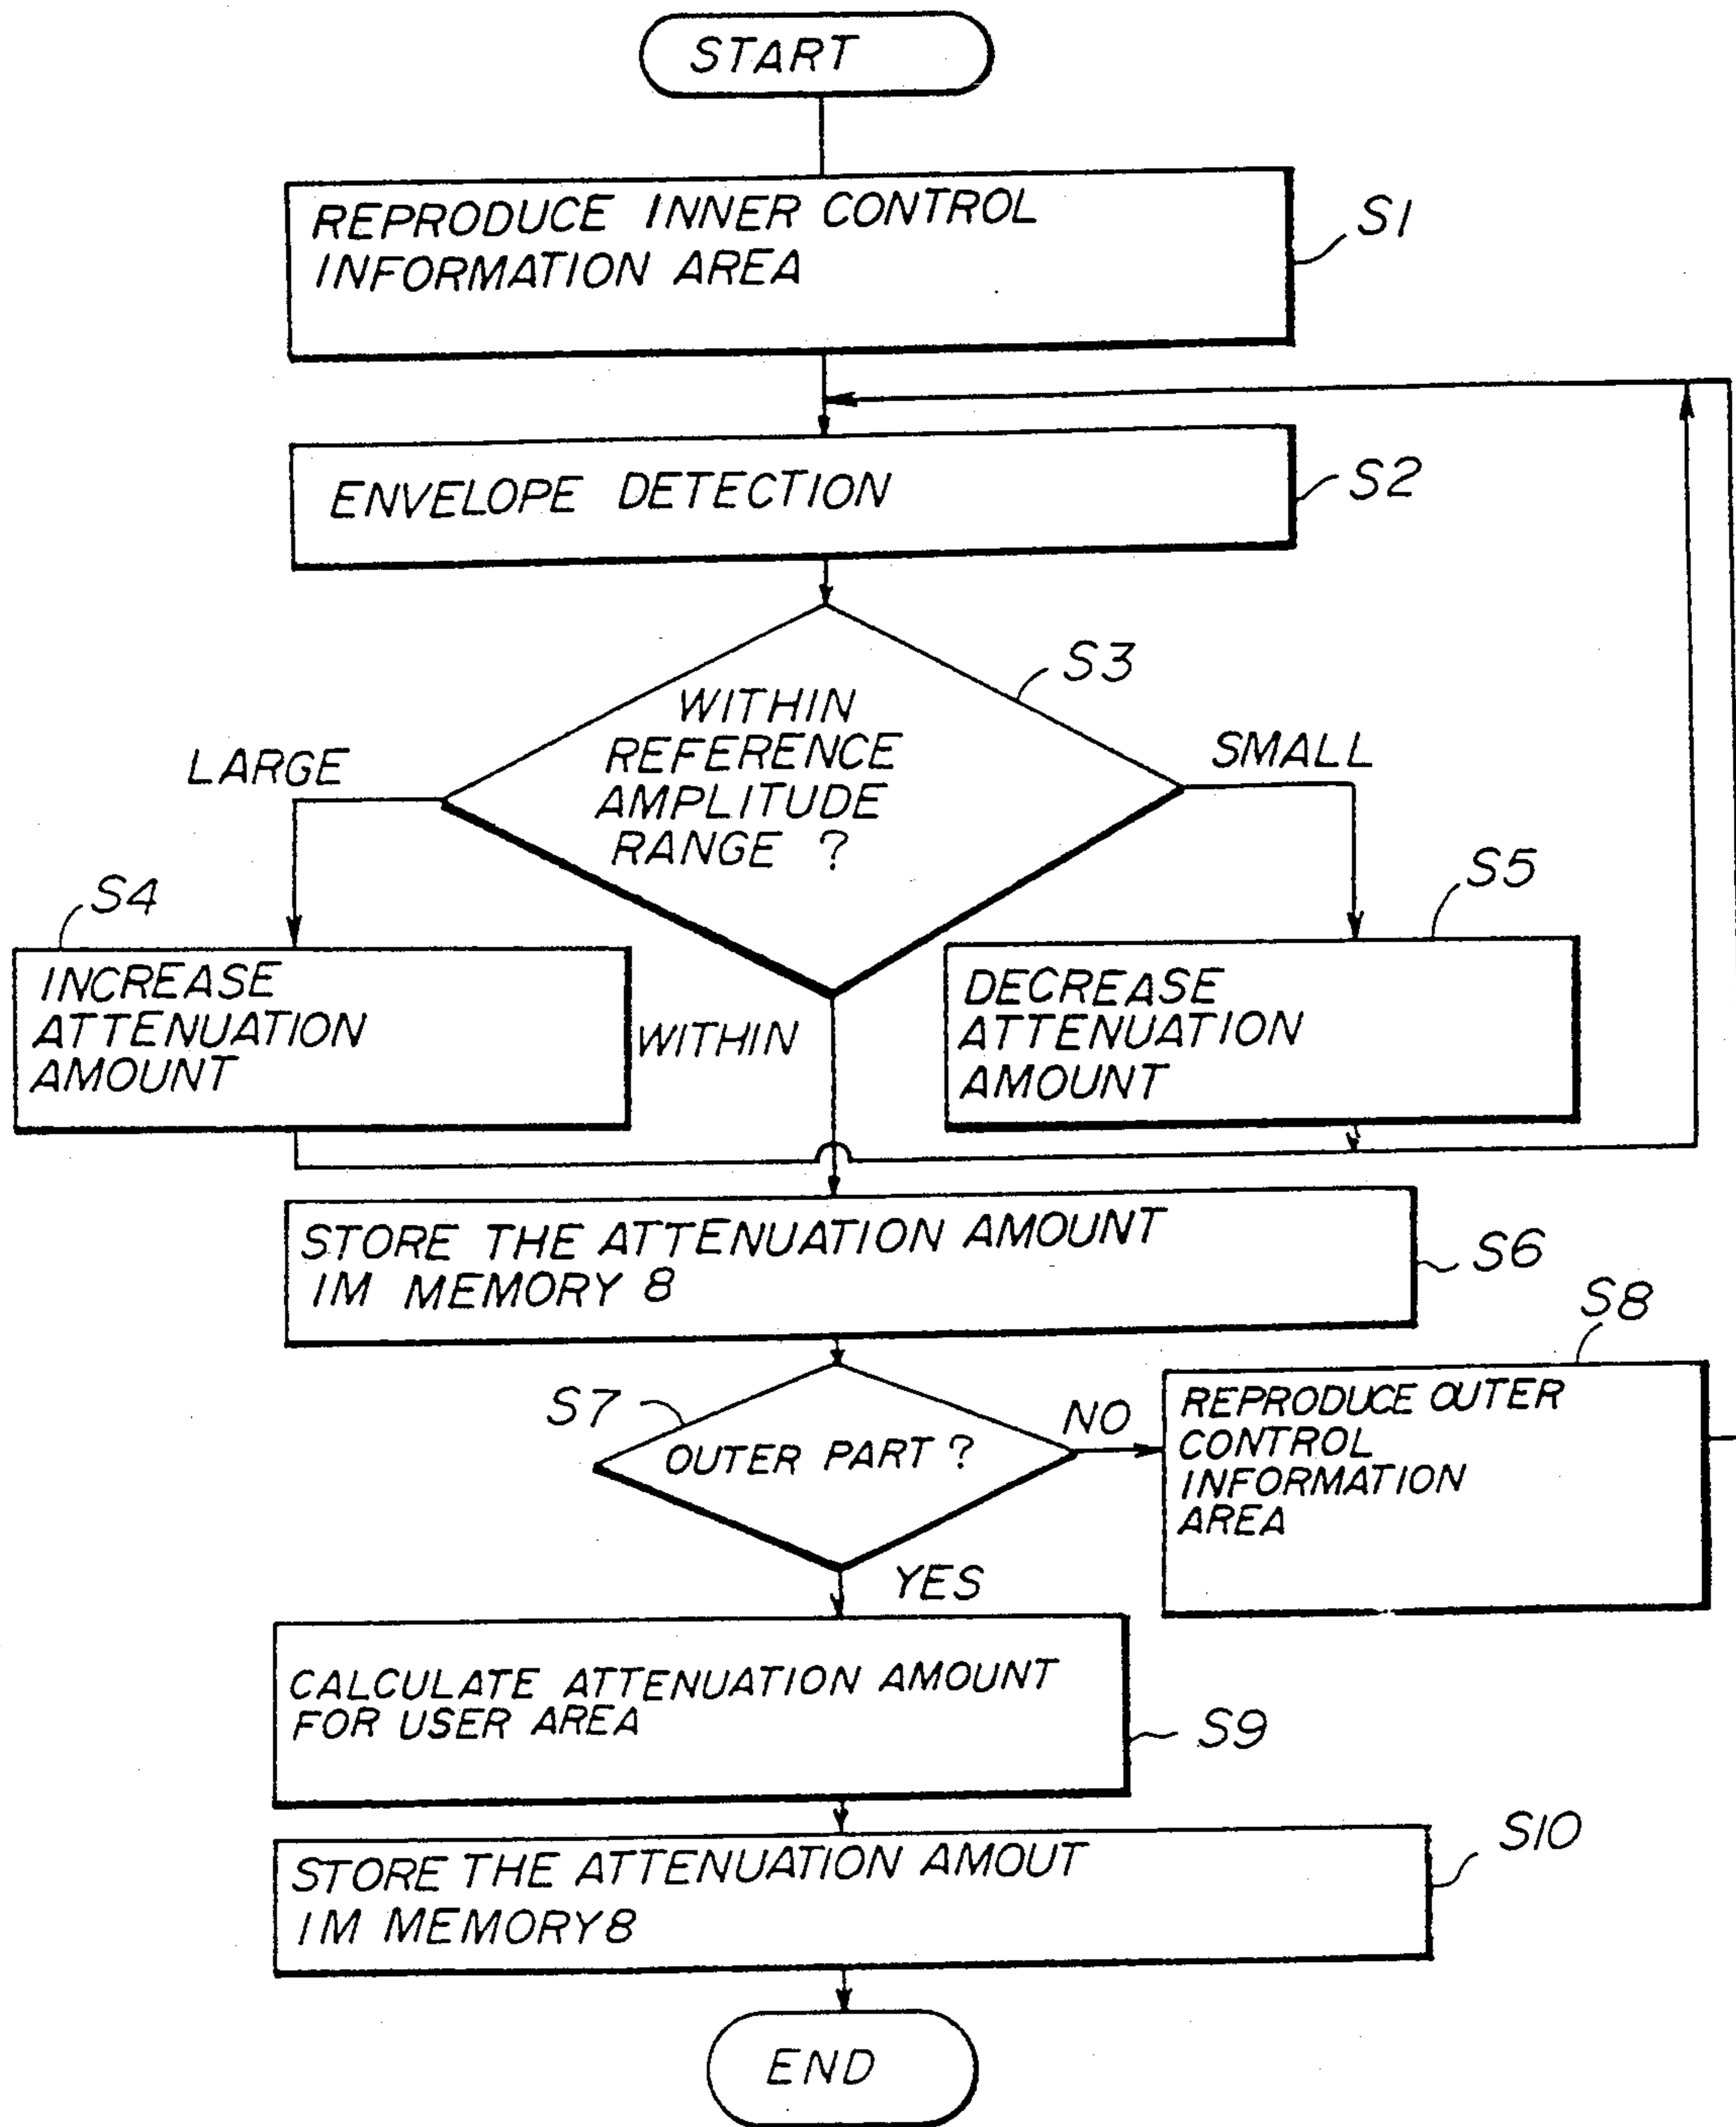 START
REPRODUCE INNER CONTROL
INFORMATION AREA
S1
ENVELOPE DETECTION
S2
S3
WITHIN
REFERENCE
AMPLITUDE
RANGE ?
LARGE
SMALL
S4
INCREASE
ATTENUATION
AMOUNT
WITHIN
S5
DECREASE
ATTENUATION
AMOUNT
STORE THE ATTENUATION AMOUNT
IM MEMORY 8
S6
S7
OUTER PART ?
NO
S8
REPRODUCE OUTER
CONTROL
INFORMATION
AREA
YES
CALCULATE ATTENUATION AMOUNT
FOR USER AREA
S9
STORE THE ATTENUATION AMOUT
IM MEMORY 8
S10
END